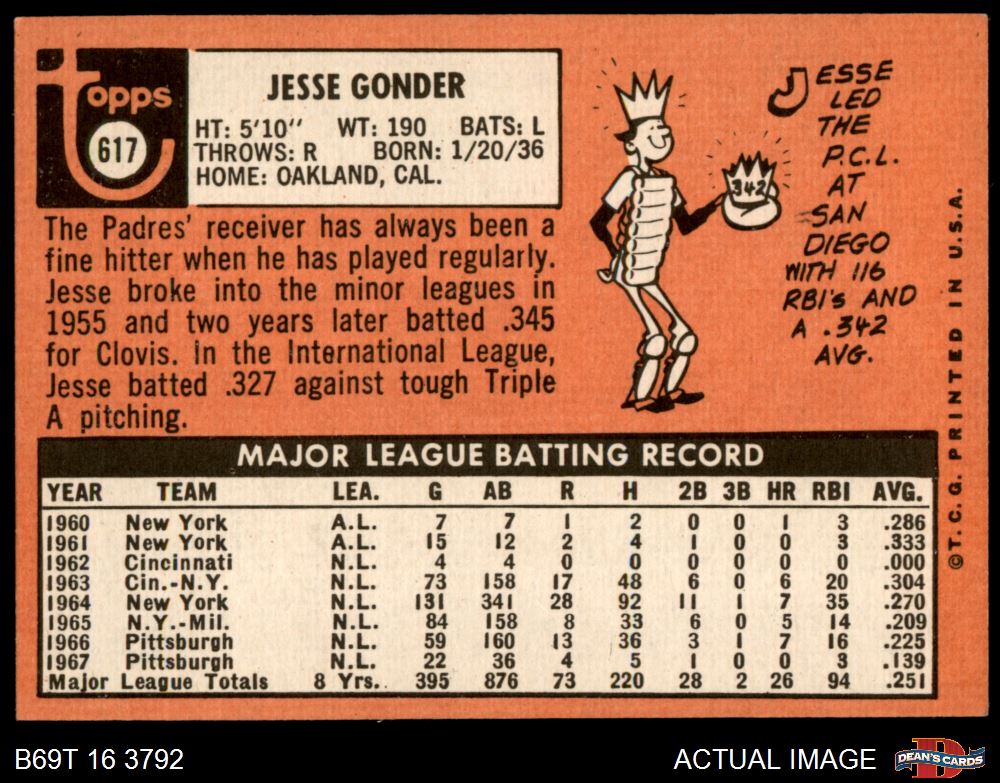 Topps
617
JESSE GONDER
HT: 5'10" WT: 190 BATS: L
THROWS: R BORN: 1/20/36
HOME: OAKLAND, CAL.
The Padres' receiver has always been a
fine hitter when he has played regularly.
Jesse broke into the minor leagues in
1955 and two years later batted .345
for Clovis. In the International League,
Jesse batted .327 against tough Triple
A pitching.
342
JESSE
LED
THE
P.C.L.
AT
SAN
DIEGO
WITH 116
RBI's AND
A .342
AVG.
©T.C.G. PRINTED IN U.S.A.
MAJOR LEAGUE BATTING RECORD
YEAR TEAM LEA. G AB R H 2B 3B HR RBI AVG.
1960 New York A.L. 7 7 1 2 0 0 1 3 .286
1961 New York A.L. 15 12 2 4 1 0 0 3 .333
1962 Cincinnati N.L. 4 4 0 0 0 0 0 0 .000
1963 Cin.-N.Y. N.L. 73 158 17 48 6 0 6 20 .304
1964 New York N.L. 131 341 28 92 11 1 7 35 .270
1965 N.Y.-Mil. N.L. 84 158 8 33 6 0 5 14 .209
1966 Pittsburgh N.L. 59 160 13 36 3 1 7 16 .225
1967 Pittsburgh N.L. 22 36 4 5 1 0 0 3 .139
Major League Totals 8 Yrs. 395 876 73 220 28 2 26 94 .251
B69T 16 3792 ACTUAL IMAGE D DEAN'S CARDS